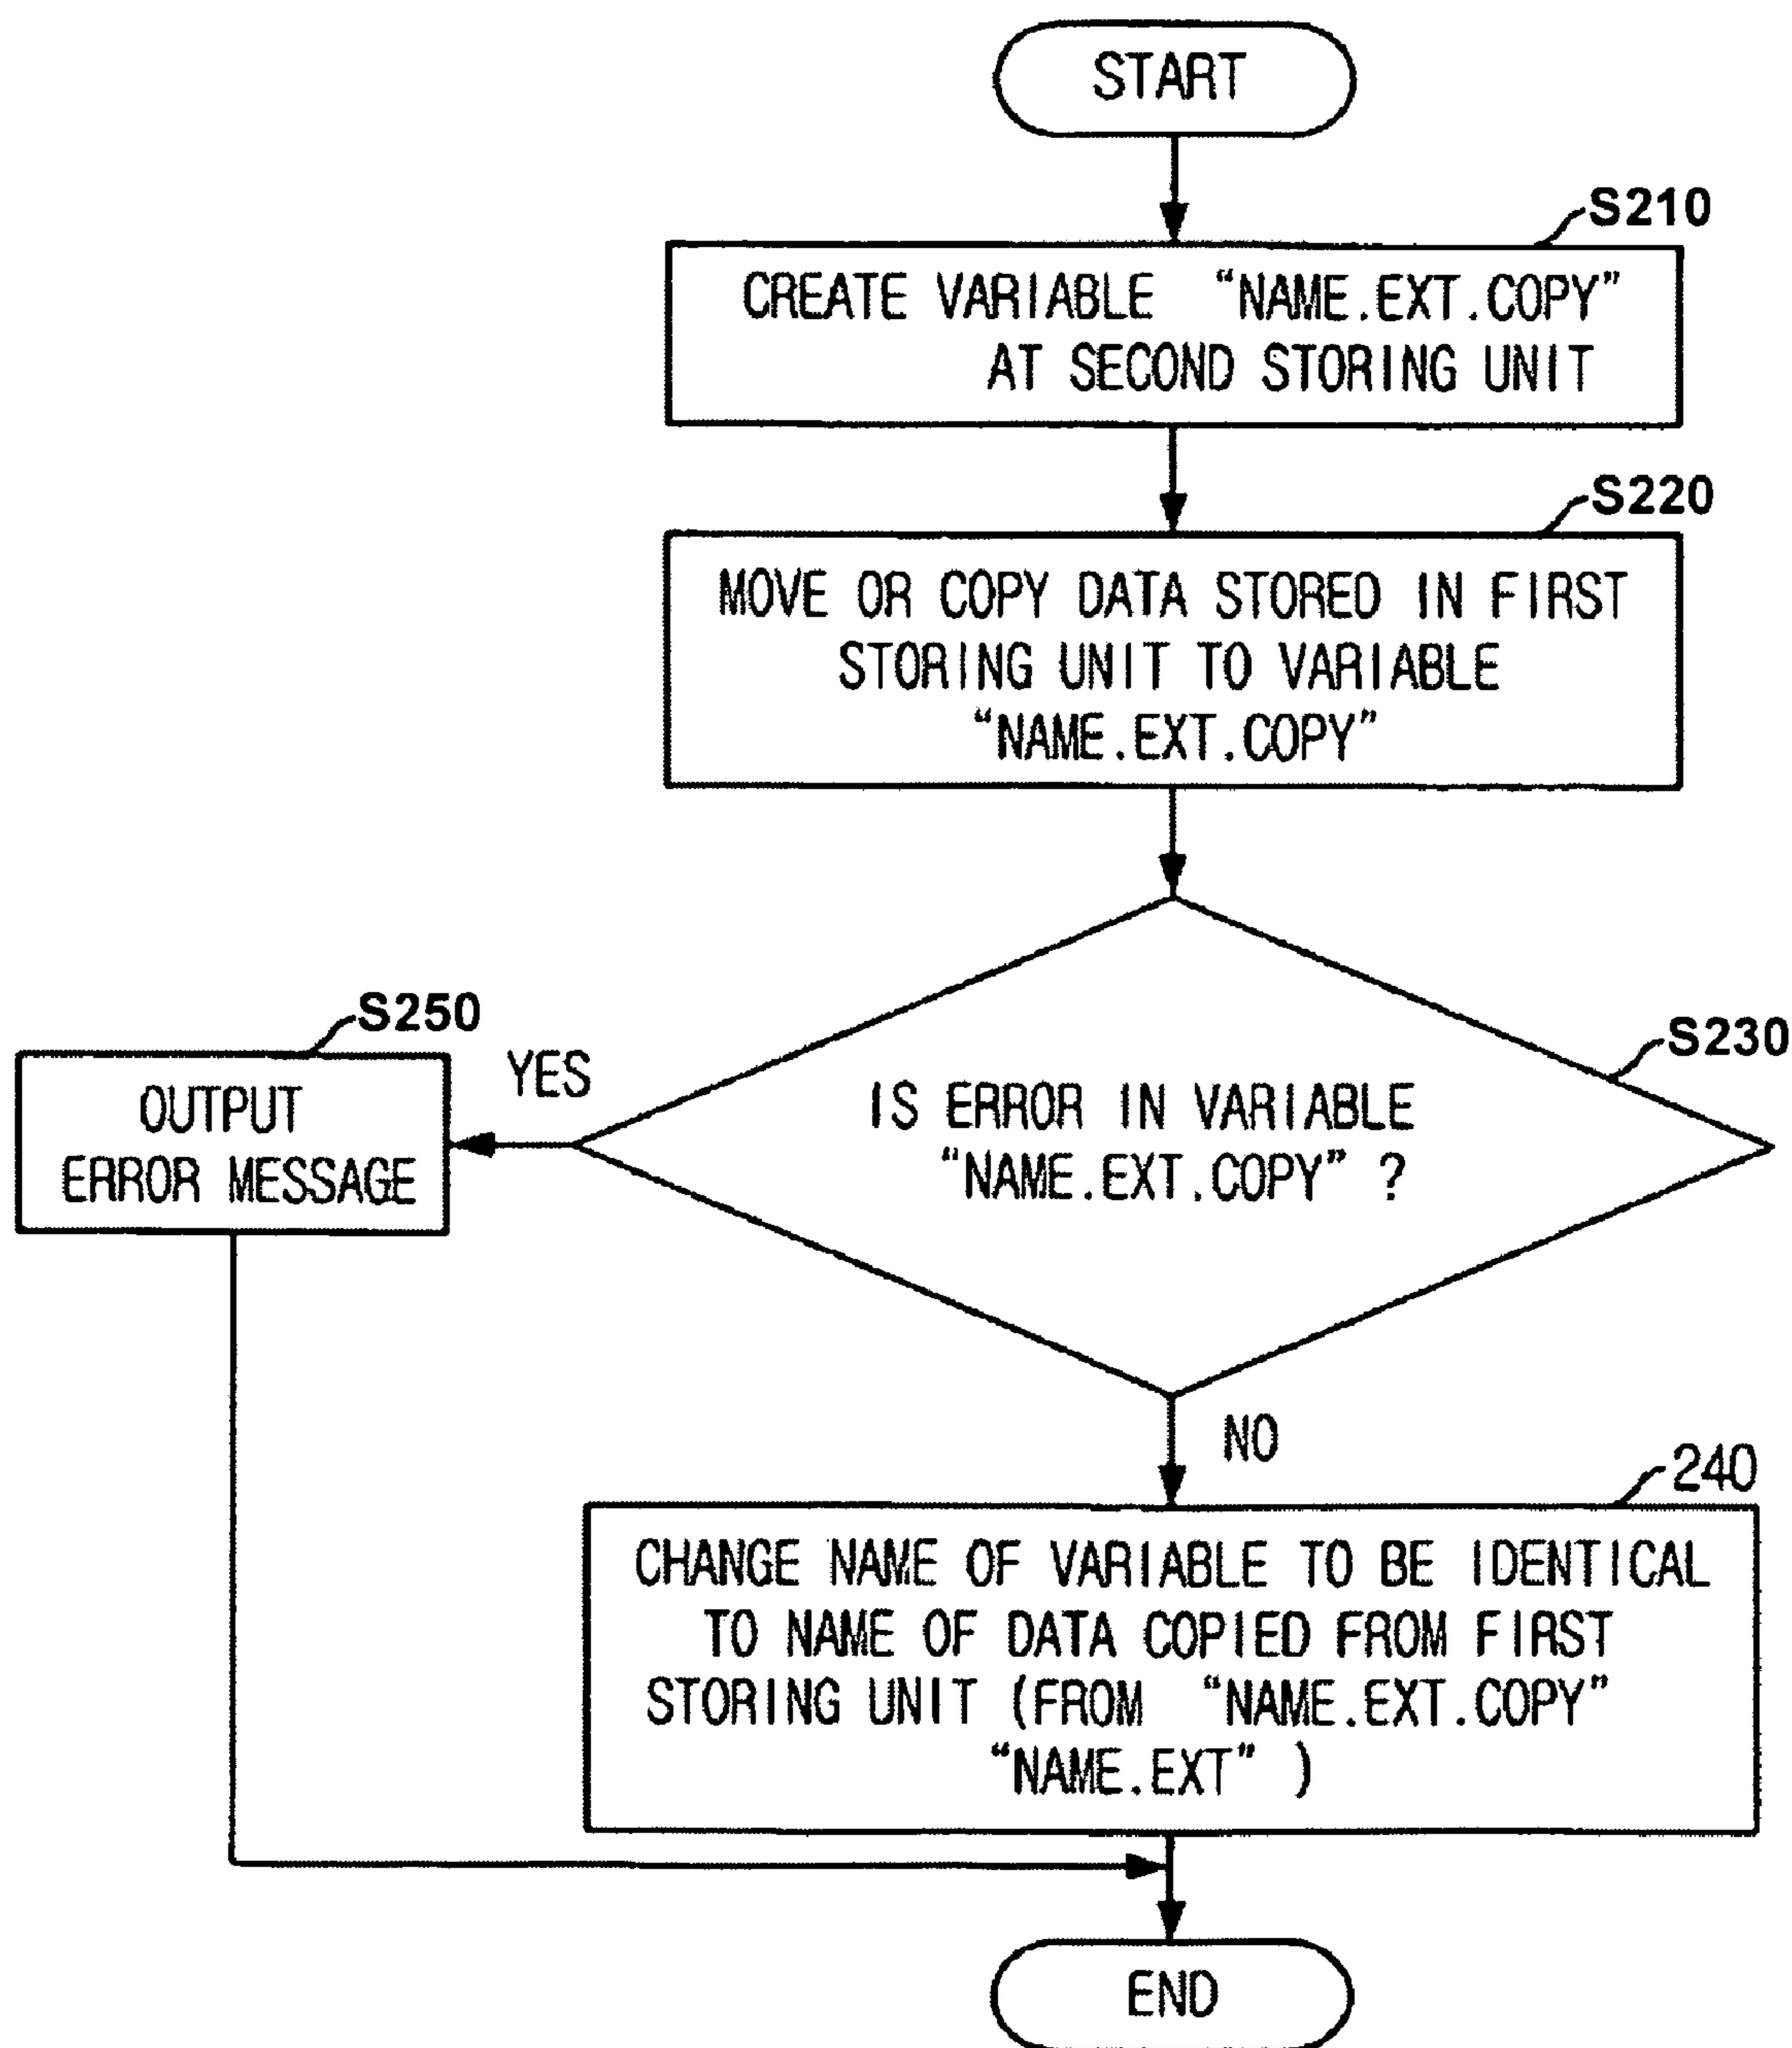 START
S210
CREATE VARIABLE “NAME.EXT.COPY”
AT SECOND STORING UNIT
S220
MOVE OR COPY DATA STORED IN FIRST
STORING UNIT TO VARIABLE
“NAME.EXT.COPY”
S250
OUTPUT
ERROR MESSAGE
YES
S230
IS ERROR IN VARIABLE
“NAME.EXT.COPY” ?
NO
240
CHANGE NAME OF VARIABLE TO BE IDENTICAL
TO NAME OF DATA COPIED FROM FIRST
STORING UNIT (FROM “NAME.EXT.COPY”
“NAME.EXT” )
END